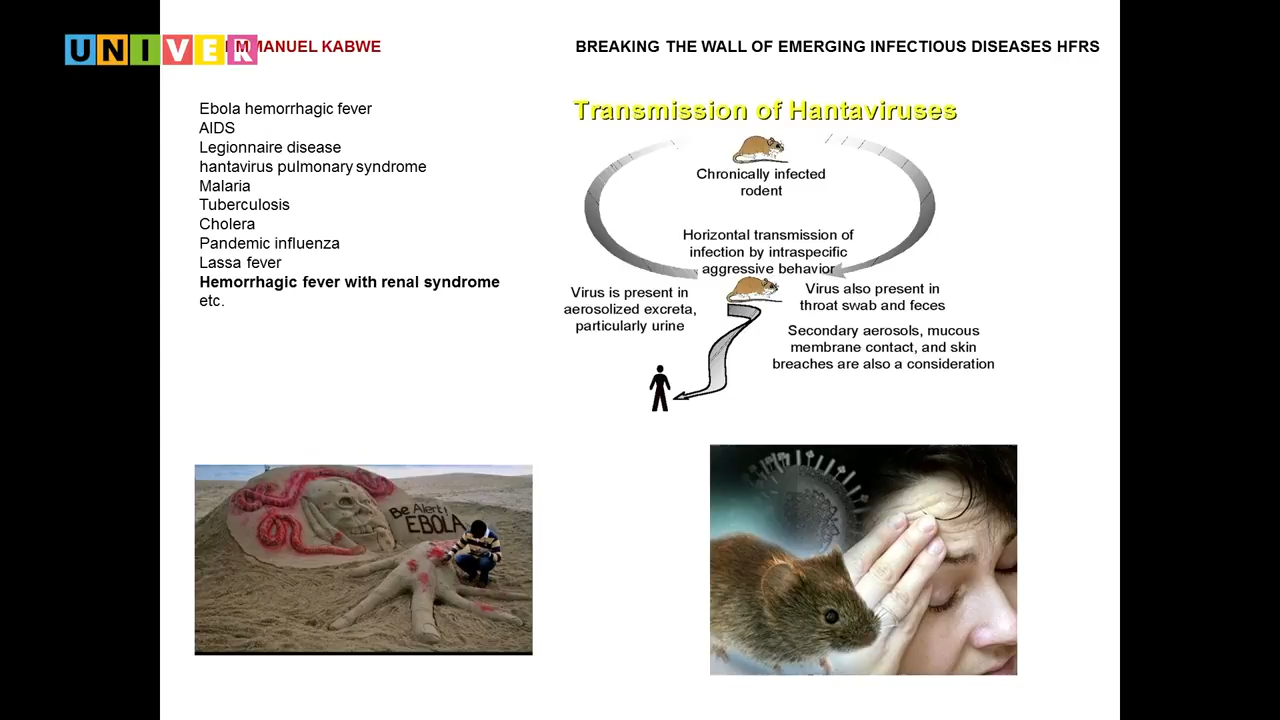 UNIVER
EMMANUEL KABWE
BREAKING THE WALL OF EMERGING INFECTIOUS DISEASES HFRS
Ebola hemorrhagic fever
AIDS
Legionnaire disease
hantavirus pulmonary syndrome
Malaria
Tuberculosis
Cholera
Pandemic influenza
Lassa fever
Hemorrhagic fever with renal syndrome
etc.
Transmission of Hantaviruses
Chronically infected
rodent
Horizontal transmission of
infection by intraspecific
aggressive behavior
Virus is present in
aerosolized excreta,
particularly urine
Virus also present in
throat swab and feces
Secondary aerosols, mucous
membrane contact, and skin
breaches are also a consideration
Be Alert!
EBOLA